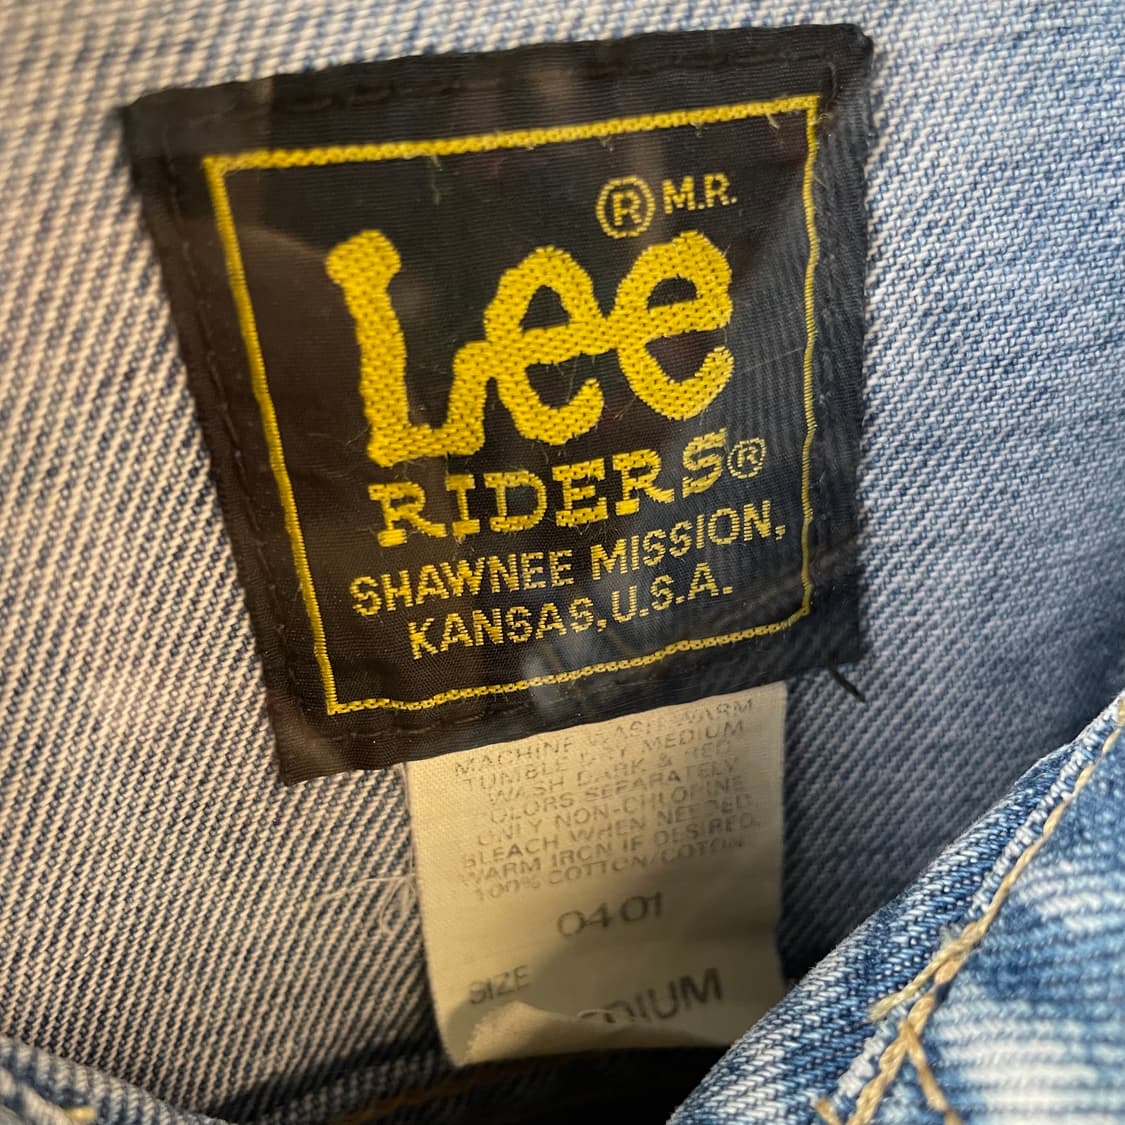 ® M.R.
Lee
RIDERS®
SHAWNEE MISSION,
KANSAS, U.S.A.
MACHINE WASH WARM
TUMBLE DRY MEDIUM
WASH DARK & RED
COLORS SEPARATELY
ONLY NON-CHLORINE
BLEACH WHEN NEEDED
WARM IRON IF DESIRED.
100% COTTON/COTON
0401
SIZE